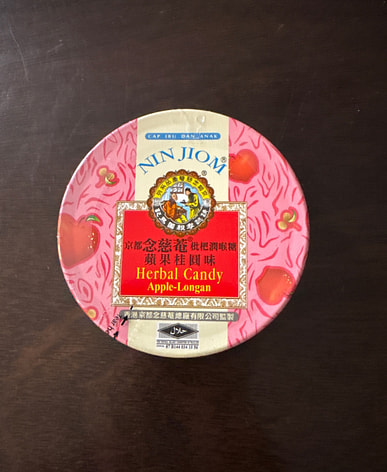 CAP IBU DAN ANAK
NIN JIOM®
京都念慈菴枇杷潤喉糖
蘋果桂圓味
Herbal Candy
Apple-Longan
香港京都念慈菴總廠有限公司監製
حلال